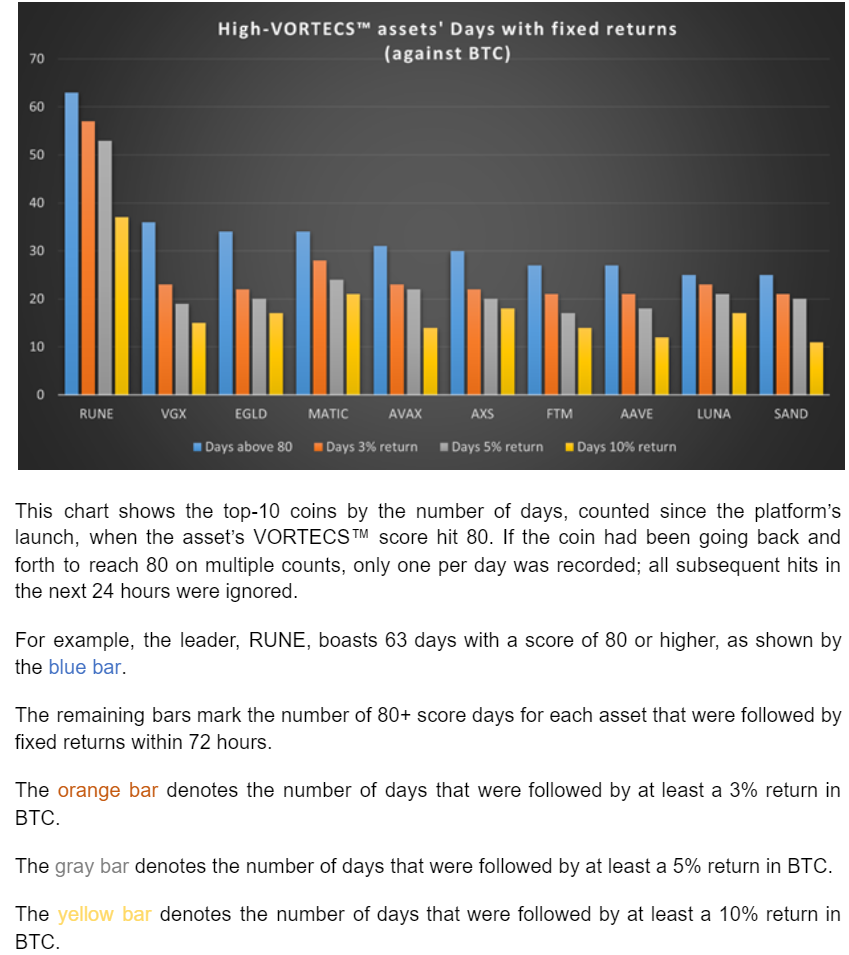 High-VORTECS™ assets' Days with fixed returns
(against BTC)
70
60
50
40
30
20
10
0
RUNE VGX EGLD MATIC AVAX AXS FTM AAVE LUNA SAND
Days above 80 Days 3% return Days 5% return Days 10% return
This chart shows the top-10 coins by the number of days, counted since the platform’s
launch, when the asset’s VORTECS™ score hit 80. If the coin had been going back and
forth to reach 80 on multiple counts, only one per day was recorded; all subsequent hits in
the next 24 hours were ignored.
For example, the leader, RUNE, boasts 63 days with a score of 80 or higher, as shown by
the blue bar.
The remaining bars mark the number of 80+ score days for each asset that were followed by
fixed returns within 72 hours.
The orange bar denotes the number of days that were followed by at least a 3% return in
BTC.
The gray bar denotes the number of days that were followed by at least a 5% return in BTC.
The yellow bar denotes the number of days that were followed by at least a 10% return in
BTC.